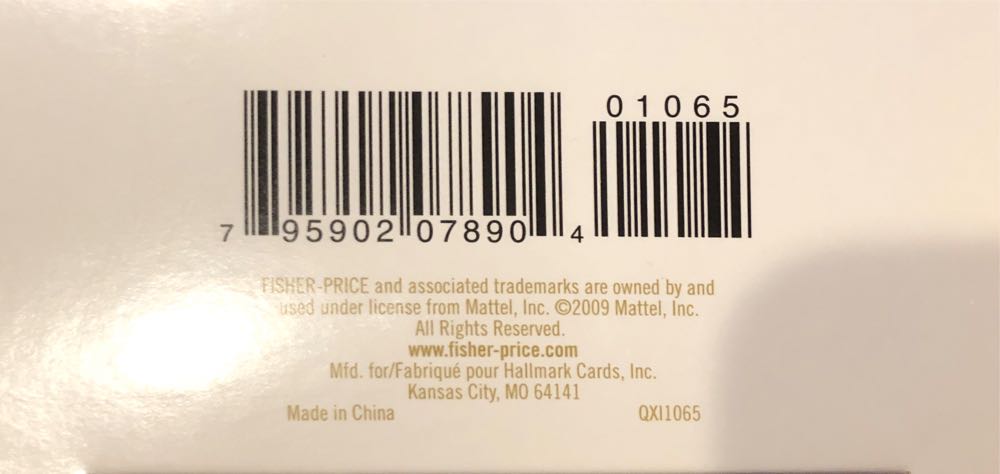 01065
7 95902 07890 4
FISHER-PRICE and associated trademarks are owned by and
used under license from Mattel, Inc. ©2009 Mattel, Inc.
All Rights Reserved.
www.fisher-price.com
Mfd. for/Fabriqué pour Hallmark Cards, Inc.
Kansas City, MO 64141
Made in China QXI1065